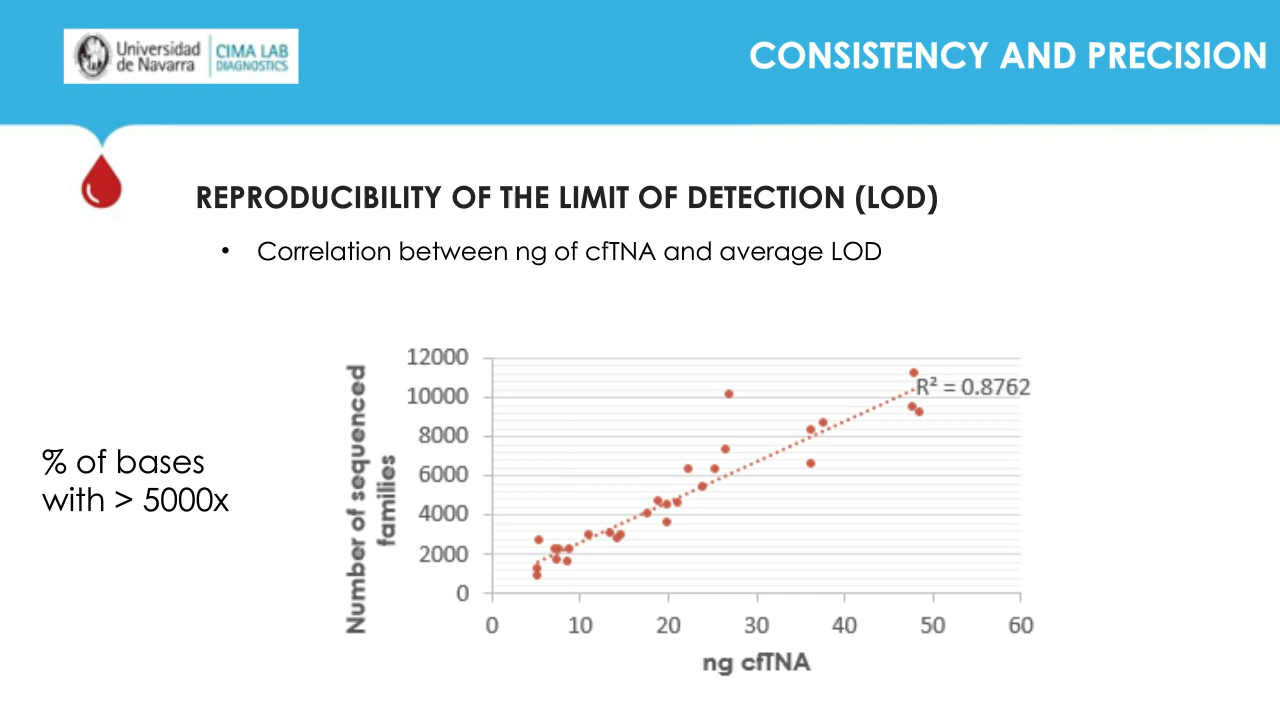 Universidad
de Navarra
CIMA LAB
DIAGNOSTICS
CONSISTENCY AND PRECISION
REPRODUCIBILITY OF THE LIMIT OF DETECTION (LOD)
• Correlation between ng of cfTNA and average LOD
% of bases
with > 5000x
Number of sequenced
families
12000
10000
8000
6000
4000
2000
0
R² = 0.8762
0 10 20 30 40 50 60
ng cfTNA